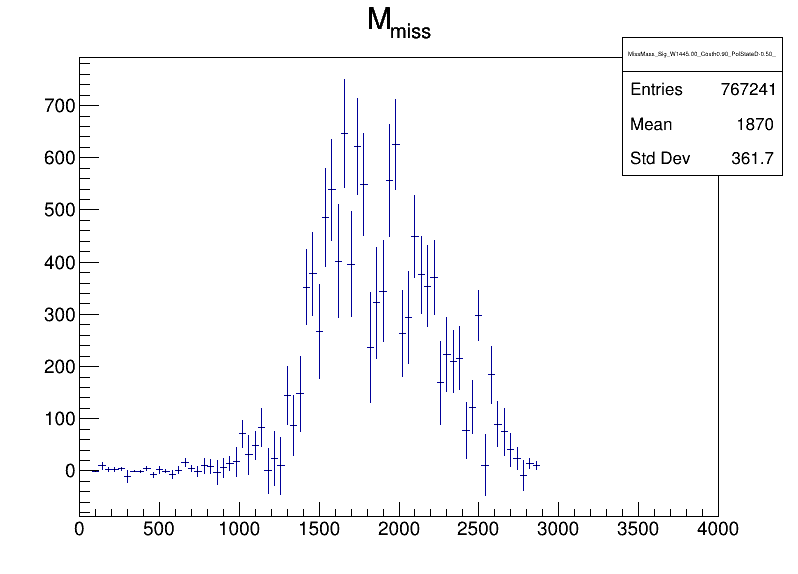 M_miss
MissMass_Sig_W1445.00_Costh0.90_PolStateD-0.50_
Entries 767241
Mean 1870
Std Dev 361.7
700
600
500
400
300
200
100
0
0 500 1000 1500 2000 2500 3000 3500 4000